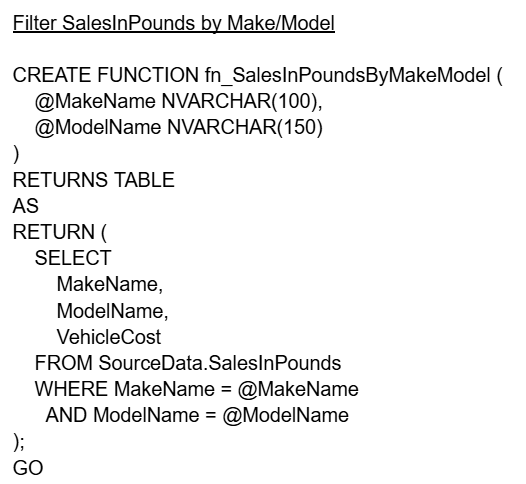 Filter SalesInPounds by Make/Model
CREATE FUNCTION fn_SalesInPoundsByMakeModel (
@MakeName NVARCHAR(100),
@ModelName NVARCHAR(150)
)
RETURNS TABLE
AS
RETURN (
SELECT
MakeName,
ModelName,
VehicleCost
FROM SourceData.SalesInPounds
WHERE MakeName = @MakeName
AND ModelName = @ModelName
);
GO